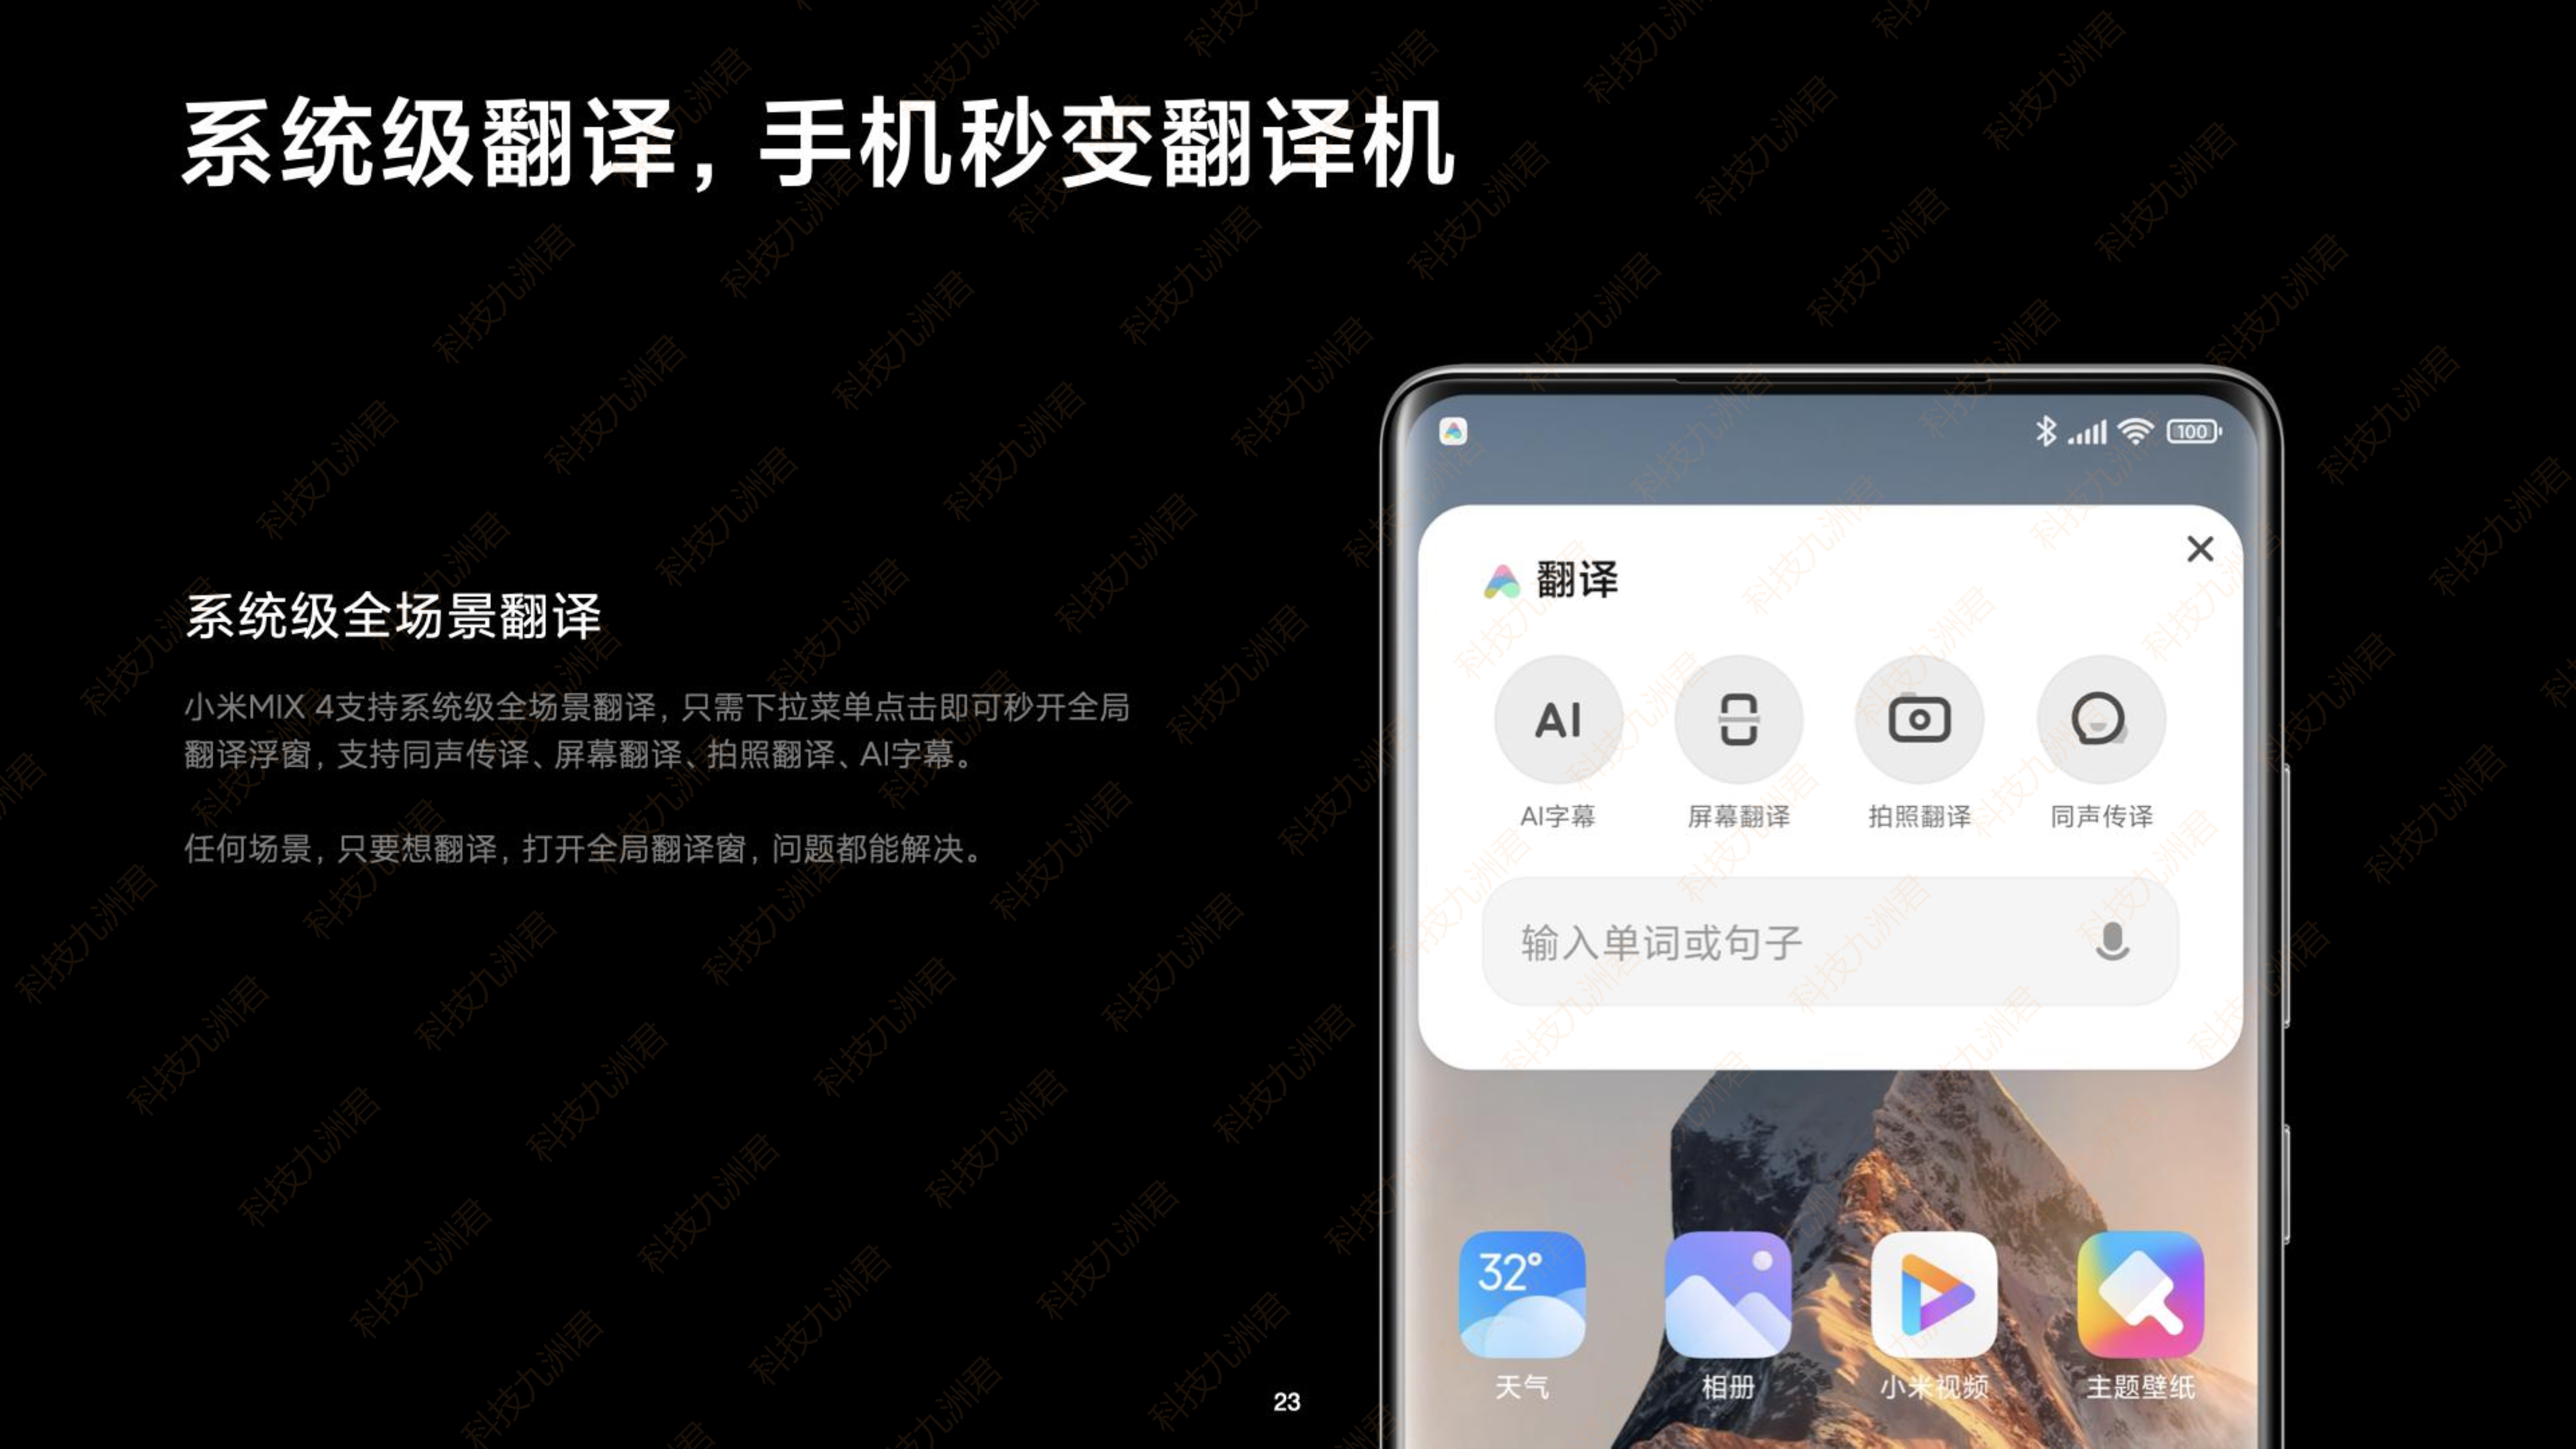 系统级翻译，手机秒变翻译机
系统级全场景翻译
小米MIX 4支持系统级全场景翻译，只需下拉菜单点击即可秒开全局
翻译浮窗，支持同声传译、屏幕翻译、拍照翻译、AI字幕。
任何场景，只要想翻译，打开全局翻译窗，问题都能解决。
100
翻译
AI
AI字幕
屏幕翻译
拍照翻译
同声传译
输入单词或句子
32°
天气
相册
小米视频
主题壁纸
23
科技九洲君